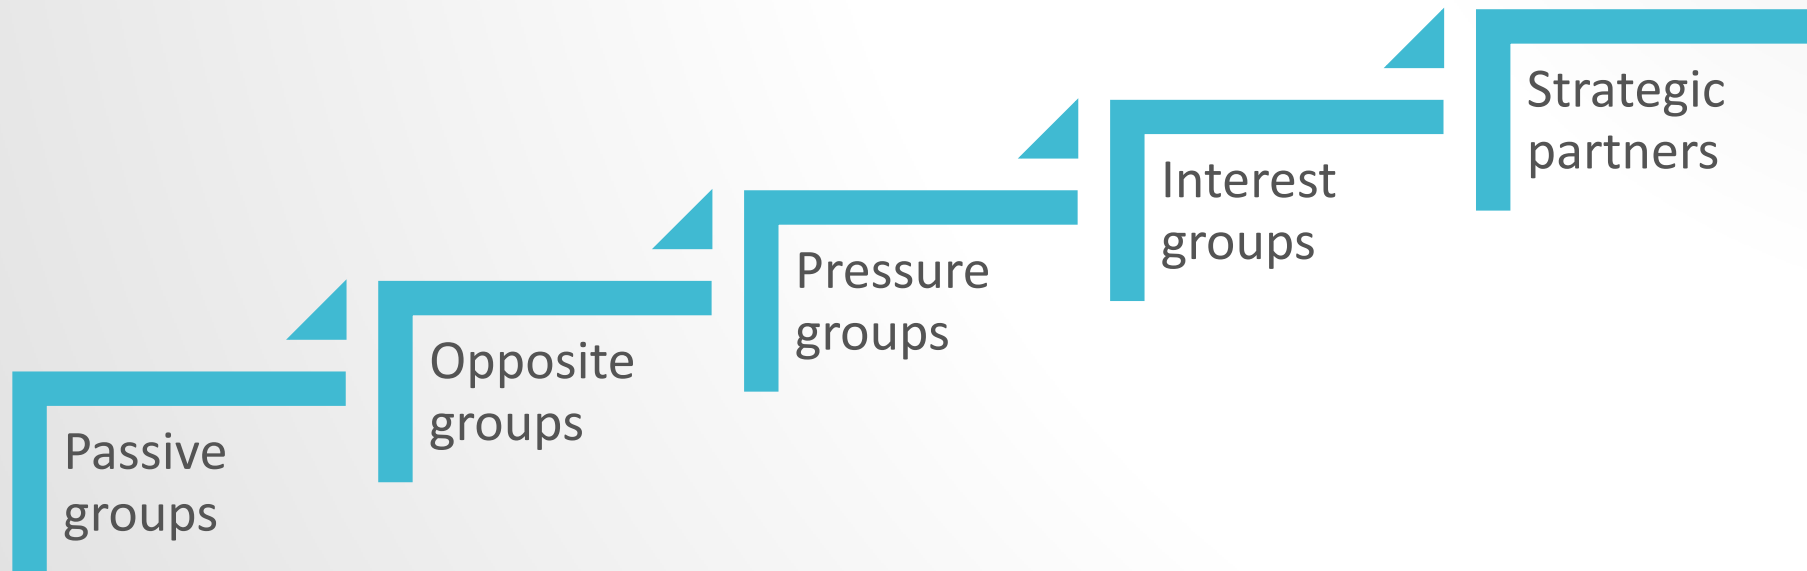 Passive
groups
Opposite
groups
Pressure
groups
Interest
groups
Strategic
partners